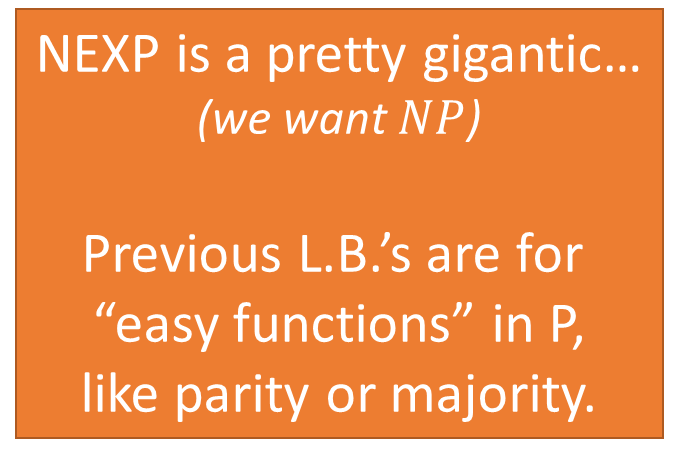 NEXP is a pretty gigantic…
(we want NP)
Previous L.B.’s are for
“easy functions” in P,
like parity or majority.